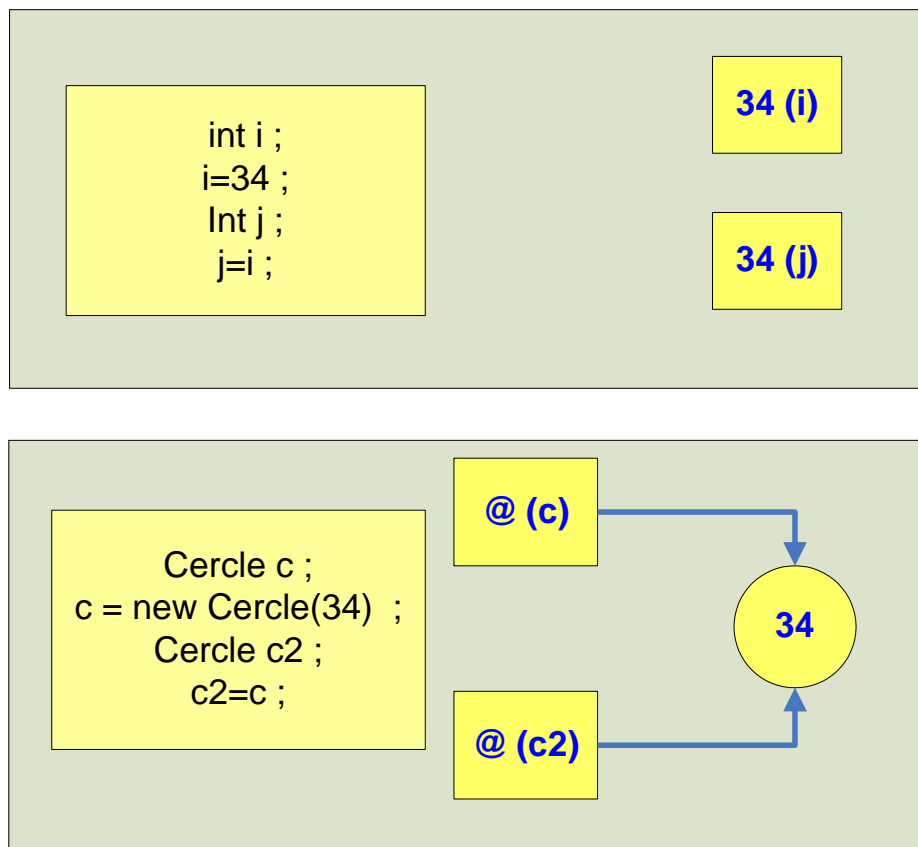 int i ;
i=34 ;
Int j ;
j=i ;
34 (i)
34 (j)
Cercle c ;
c = new Cercle(34)  ;
Cercle c2 ;
c2=c ;
@ (c)
34
@ (c2)